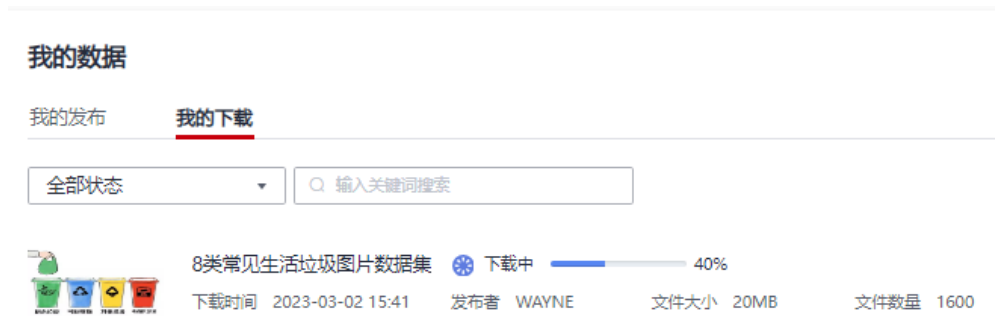 我的数据
我的发布 我的下载
全部状态 输入关键词搜索
8类常见生活垃圾图片数据集 下载中 40%
下载时间 2023-03-02 15:41 发布者 WAYNE 文件大小 20MB 文件数量 1600